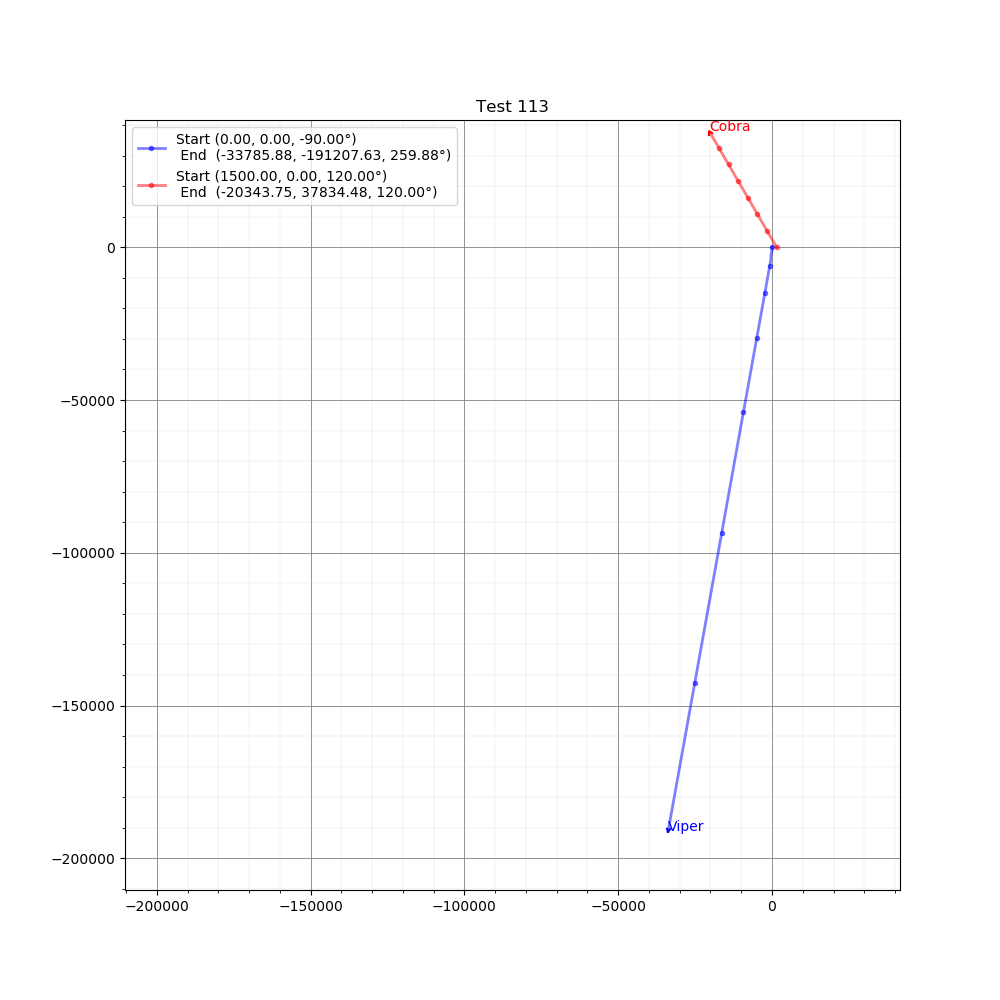 Test 113
Cobra
Start (0.00, 0.00, -90.00°)
End  (-33785.88, -191207.63, 259.88°)
Start (1500.00, 0.00, 120.00°)
End  (-20343.75, 37834.48, 120.00°)
0
−50000
−100000
−150000
Viper
−200000
−200000
−150000
−100000
−50000
0